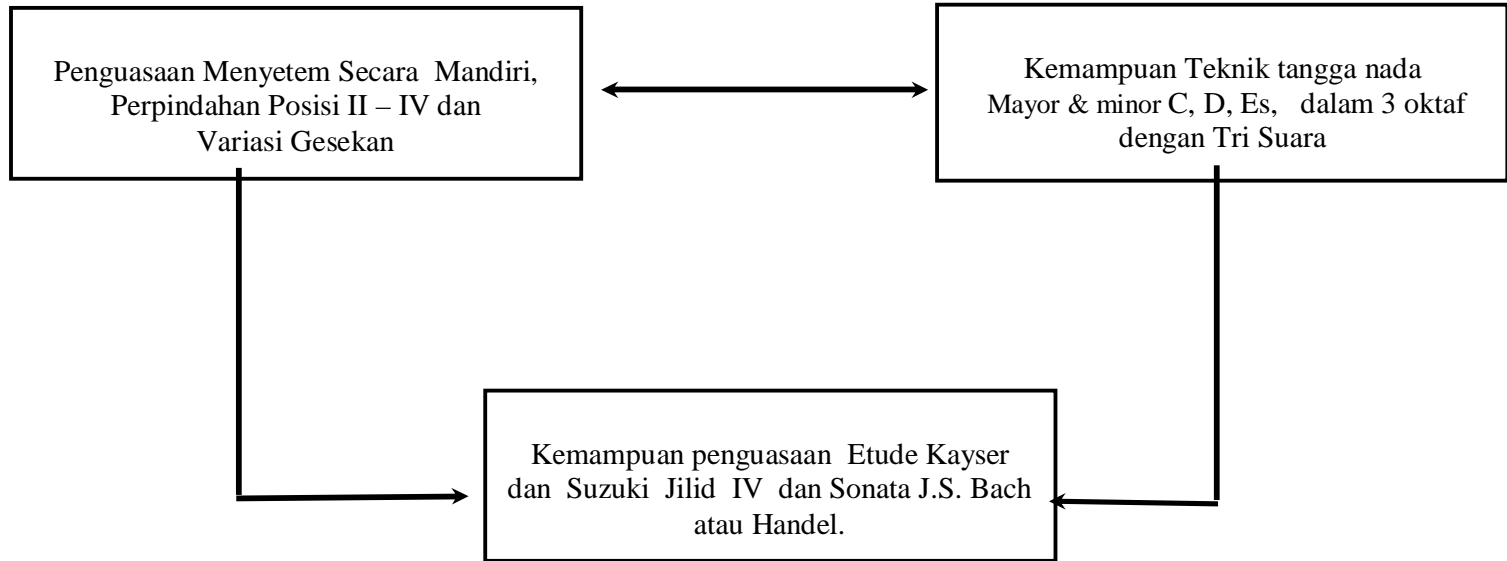 Penguasaan Menyetem Secara Mandiri,
Perpindahan Posisi II – IV dan
Variasi Gesekan
Kemampuan Teknik tangga nada
Mayor & minor C, D, Es, dalam 3 oktaf
dengan Tri Suara
Kemampuan penguasaan Etude Kayser
dan Suzuki Jilid IV dan Sonata J.S. Bach
atau Handel.